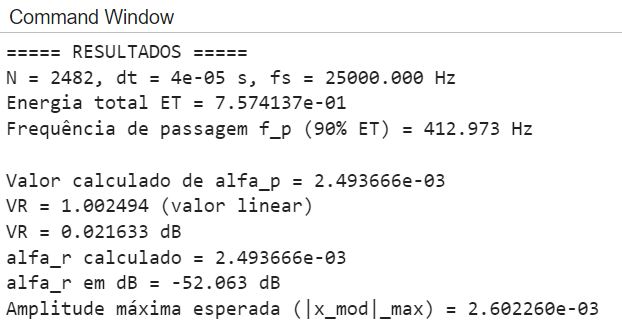 Command Window
===== RESULTADOS =====
N = 2482, dt = 4e-05 s, fs = 25000.000 Hz
Energia total ET = 7.574137e-01
Frequência de passagem f_p (90% ET) = 412.973 Hz
Valor calculado de alfa_p = 2.493666e-03
VR = 1.002494 (valor linear)
VR = 0.021633 dB
alfa_r calculado = 2.493666e-03
alfa_r em dB = -52.063 dB
Amplitude máxima esperada (|x_mod|_max) = 2.602260e-03